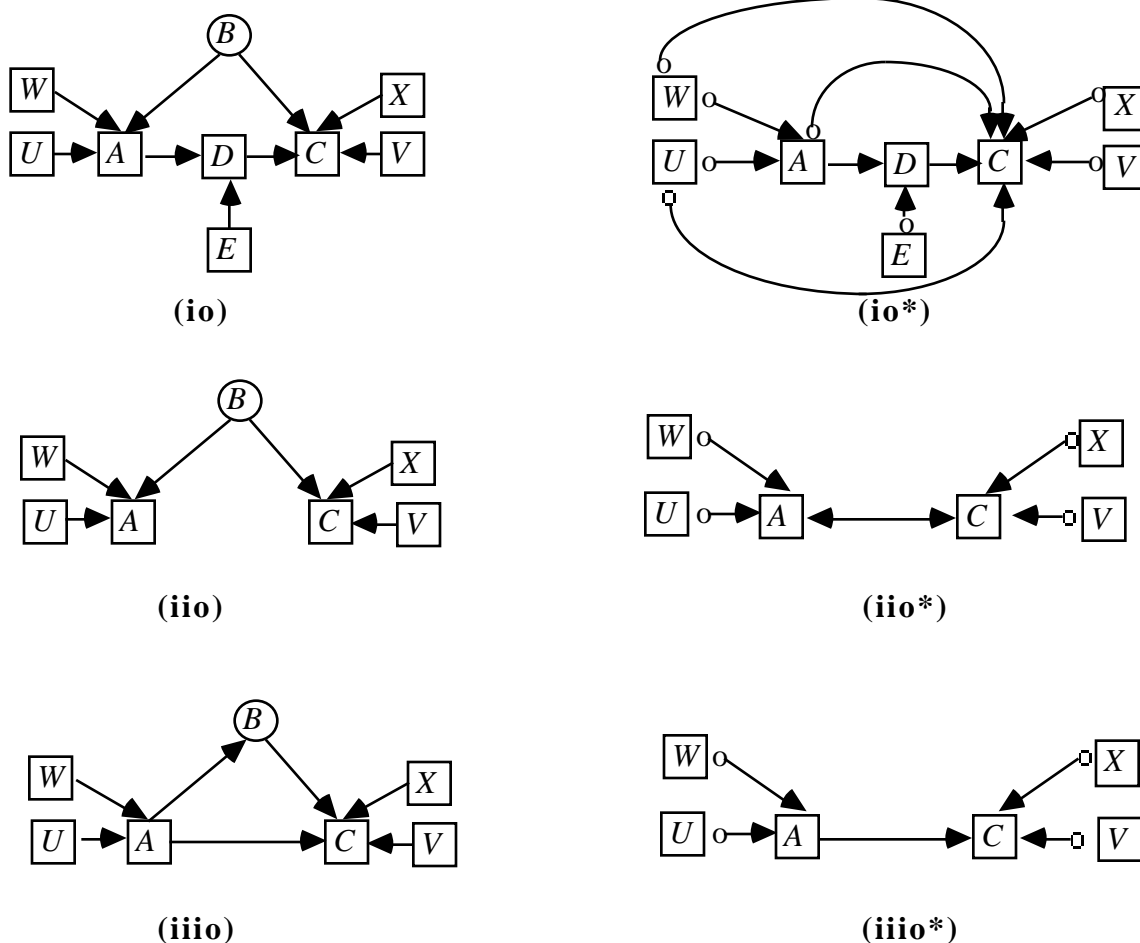 B
W
X
U
A
D
C
V
E
(io)
o
W o
o
o
X
U o
A
D
C
o
V
o
o
E
(io*)
B
W
X
U
A
C
V
(iio)
W o
o X
U o
A
C
o V
(iio*)
B
W
X
U
A
C
V
(iiio)
W o
o X
U o
A
C
o V
(iiio*)